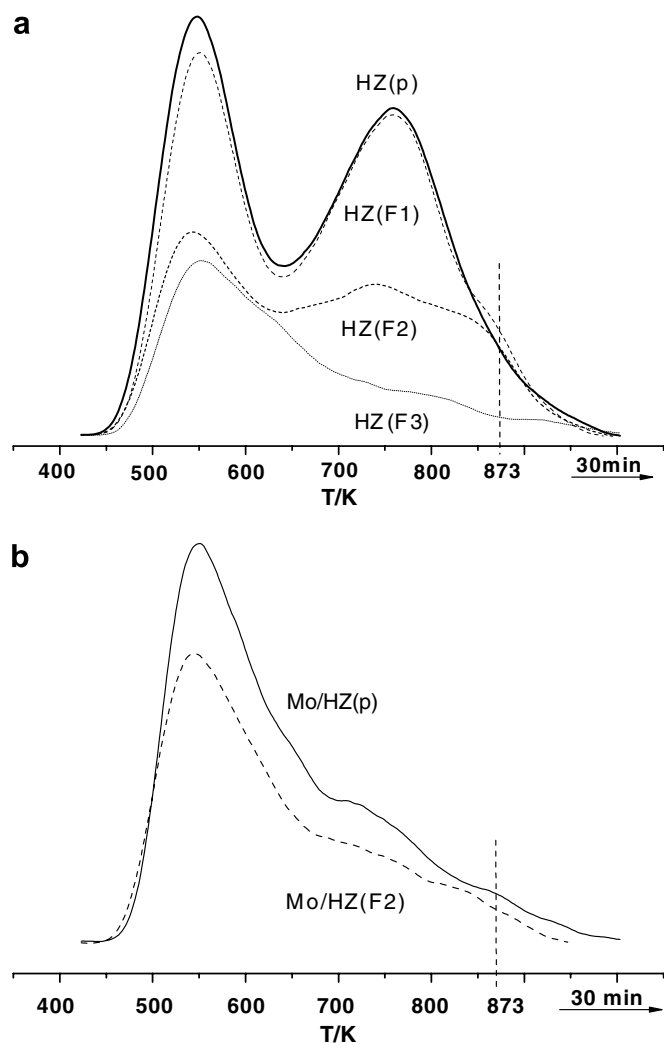 a
HZ(p)
HZ(F1)
HZ(F2)
HZ(F3)
400 500 600 700 800 873 30min
T/K
b
Mo/HZ(p)
Mo/HZ(F2)
400 500 600 700 800 873 30 min
T/K